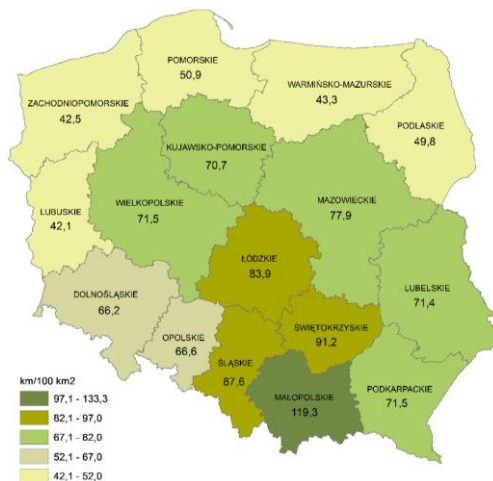 POMORSKIE
50,9
WARMIŃSKO-MAZURSKIE
43,3
ZACHODNIOPOMORSKIE
42,5
PODLASKIE
49,8
KUJAWSKO-POMORSKIE
70,7
WIELKOPOLSKIE
71,5
MAZOWIECKIE
77,9
LUBUSKIE
42,1
ŁÓDZKIE
83,9
LUBELSKIE
71,4
DOLNOŚLĄSKIE
66,2
OPOLSKIE
66,6
ŚWIĘTOKRZYSKIE
91,2
ŚLĄSKIE
87,6
MAŁOPOLSKIE
119,3
PODKARPACKIE
71,5
km/100 km2
97,1 - 133,3
82,1 - 97,0
67,1 - 82,0
52,1 - 67,0
42,1 - 52,0